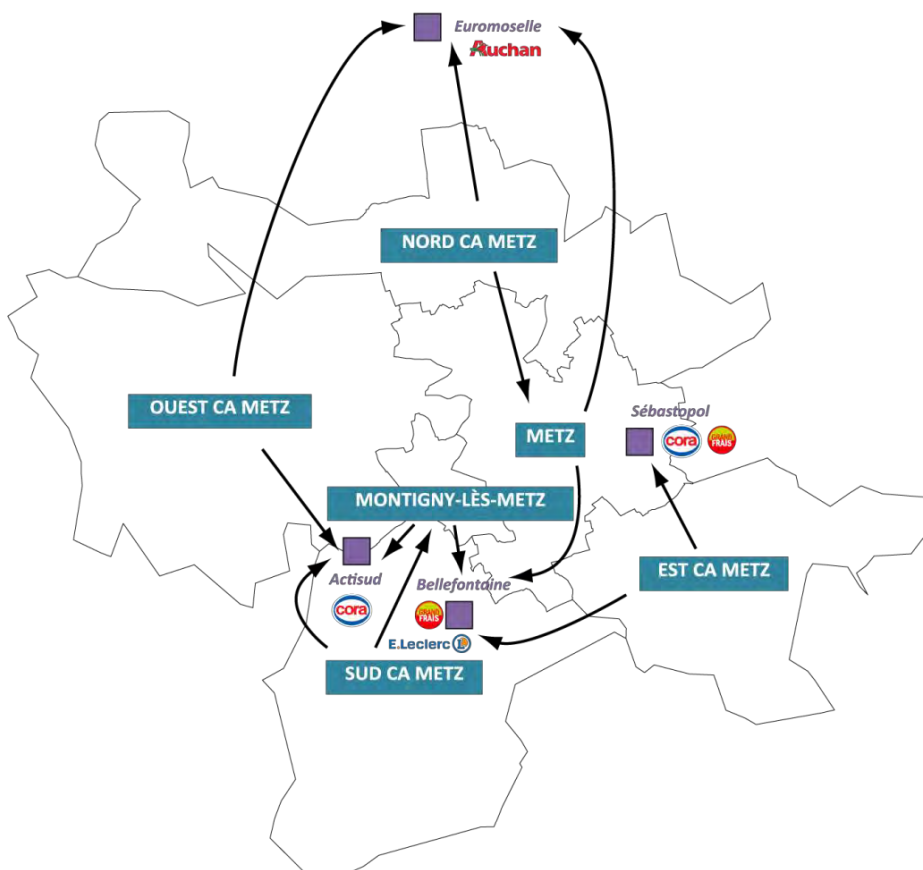 Euromoselle
Auchan
NORD CA METZ
OUEST CA METZ
METZ
Sébastopol
cora
GRAND
FRAIS
MONTIGNY-LÈS-METZ
EST CA METZ
Actisud
cora
Bellefontaine
GRAND
FRAIS
E.Leclerc L
SUD CA METZ